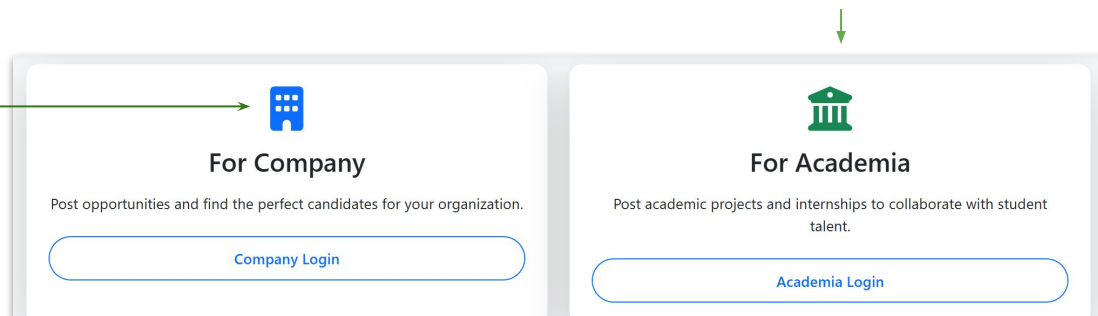 For Company
Post opportunities and find the perfect candidates for your organization.
Company Login
For Academia
Post academic projects and internships to collaborate with student
talent.
Academia Login